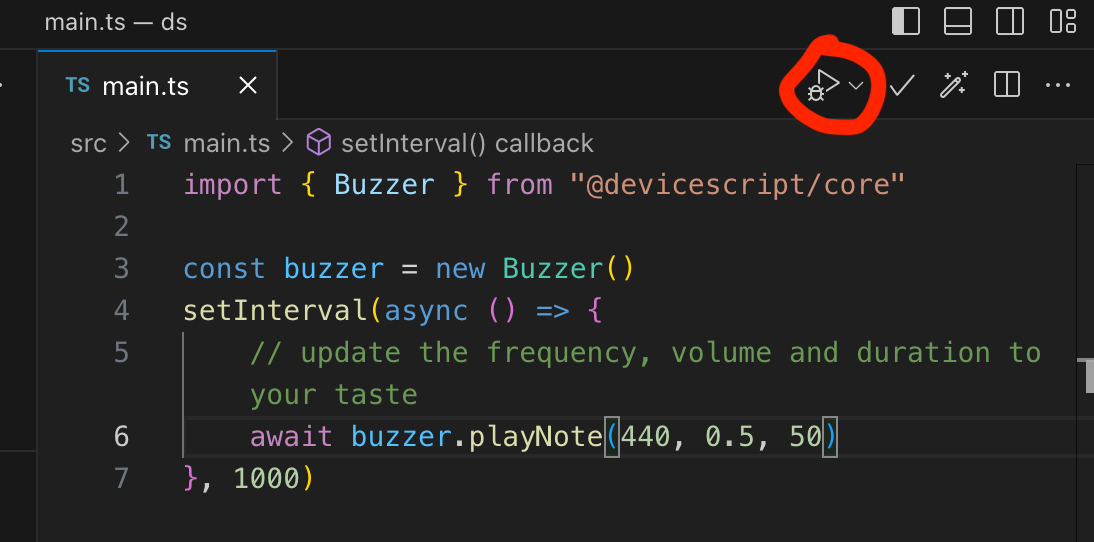 main.ts — ds
TS main.ts
src > TS main.ts > setInterval() callback
1 import { Buzzer } from "@devicescript/core"
2
3 const buzzer = new Buzzer()
4 setInterval(async () => {
5 // update the frequency, volume and duration to
your taste
6 await buzzer.playNote(440, 0.5, 50)
7 }, 1000)